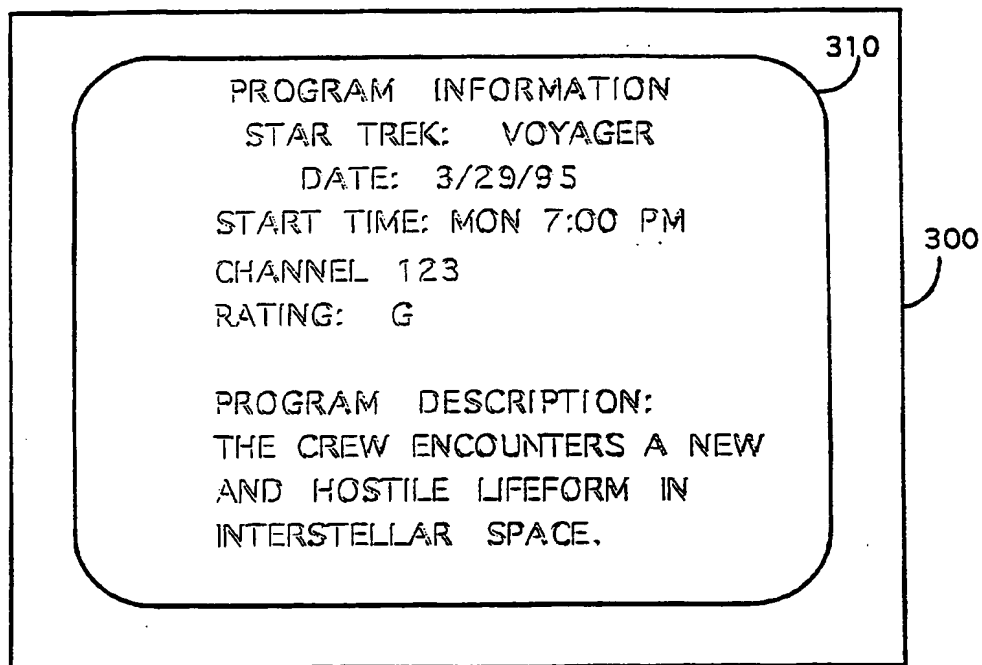 310
PROGRAM INFORMATION
STAR TREK: VOYAGER
DATE: 3/29/95
START TIME: MON 7:00 PM
300
CHANNEL 123
RATING: G
PROGRAM DESCRIPTION:
THE CREW ENCOUNTERS A NEW
AND HOSTILE LIFEFORM IN
INTERSTELLAR SPACE.